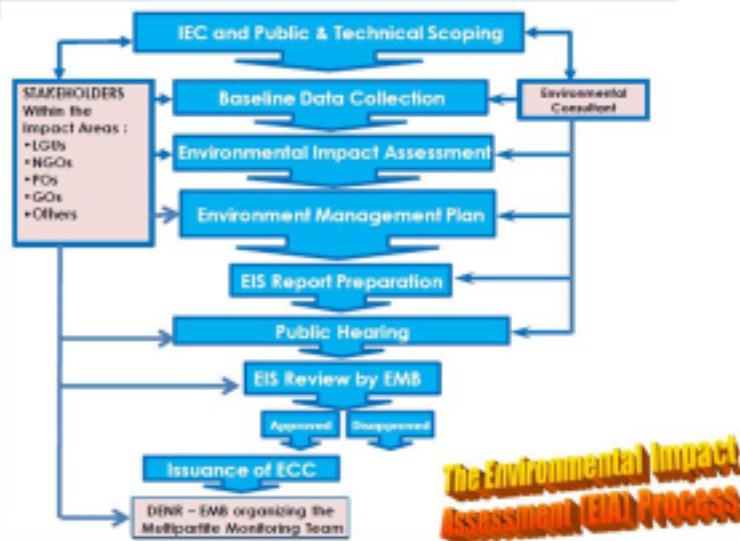 IEC and Public & Technical Scoping
STAKEHOLDERS
Within the
Impact Areas :
•LGUs
•NGOs
•POs
•GOs
•Others
Baseline Data Collection
Environmental
Consultant
Environmental Impact Assessment
Environment Management Plan
EIS Report Preparation
Public Hearing
EIS Review by EMB
Approved
Disapproved
Issuance of ECC
DENR – EMB organizing the
Multipartite Monitoring Team
The Environmental Impact
Assessment (EIA) Process